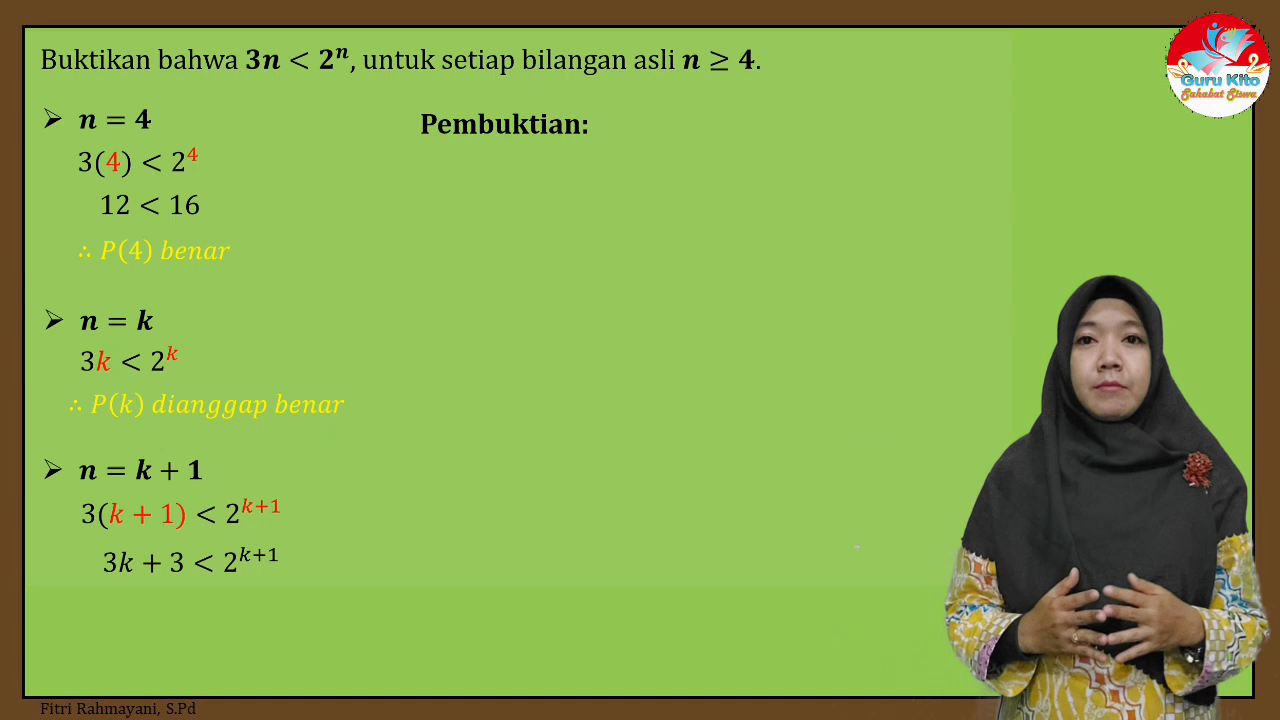 Buktikan bahwa 3n < 2ⁿ, untuk setiap bilangan asli n ≥ 4.
Guru Kito
Sahabat Siswa
➢ n = 4
3(4) < 2⁴
12 < 16
∴ P(4) benar
➢ n = k
3k < 2ᵏ
∴ P(k) dianggap benar
➢ n = k + 1
3(k + 1) < 2ᵏ⁺¹
3k + 3 < 2ᵏ⁺¹
Pembuktian:
Fitri Rahmayani, S.Pd